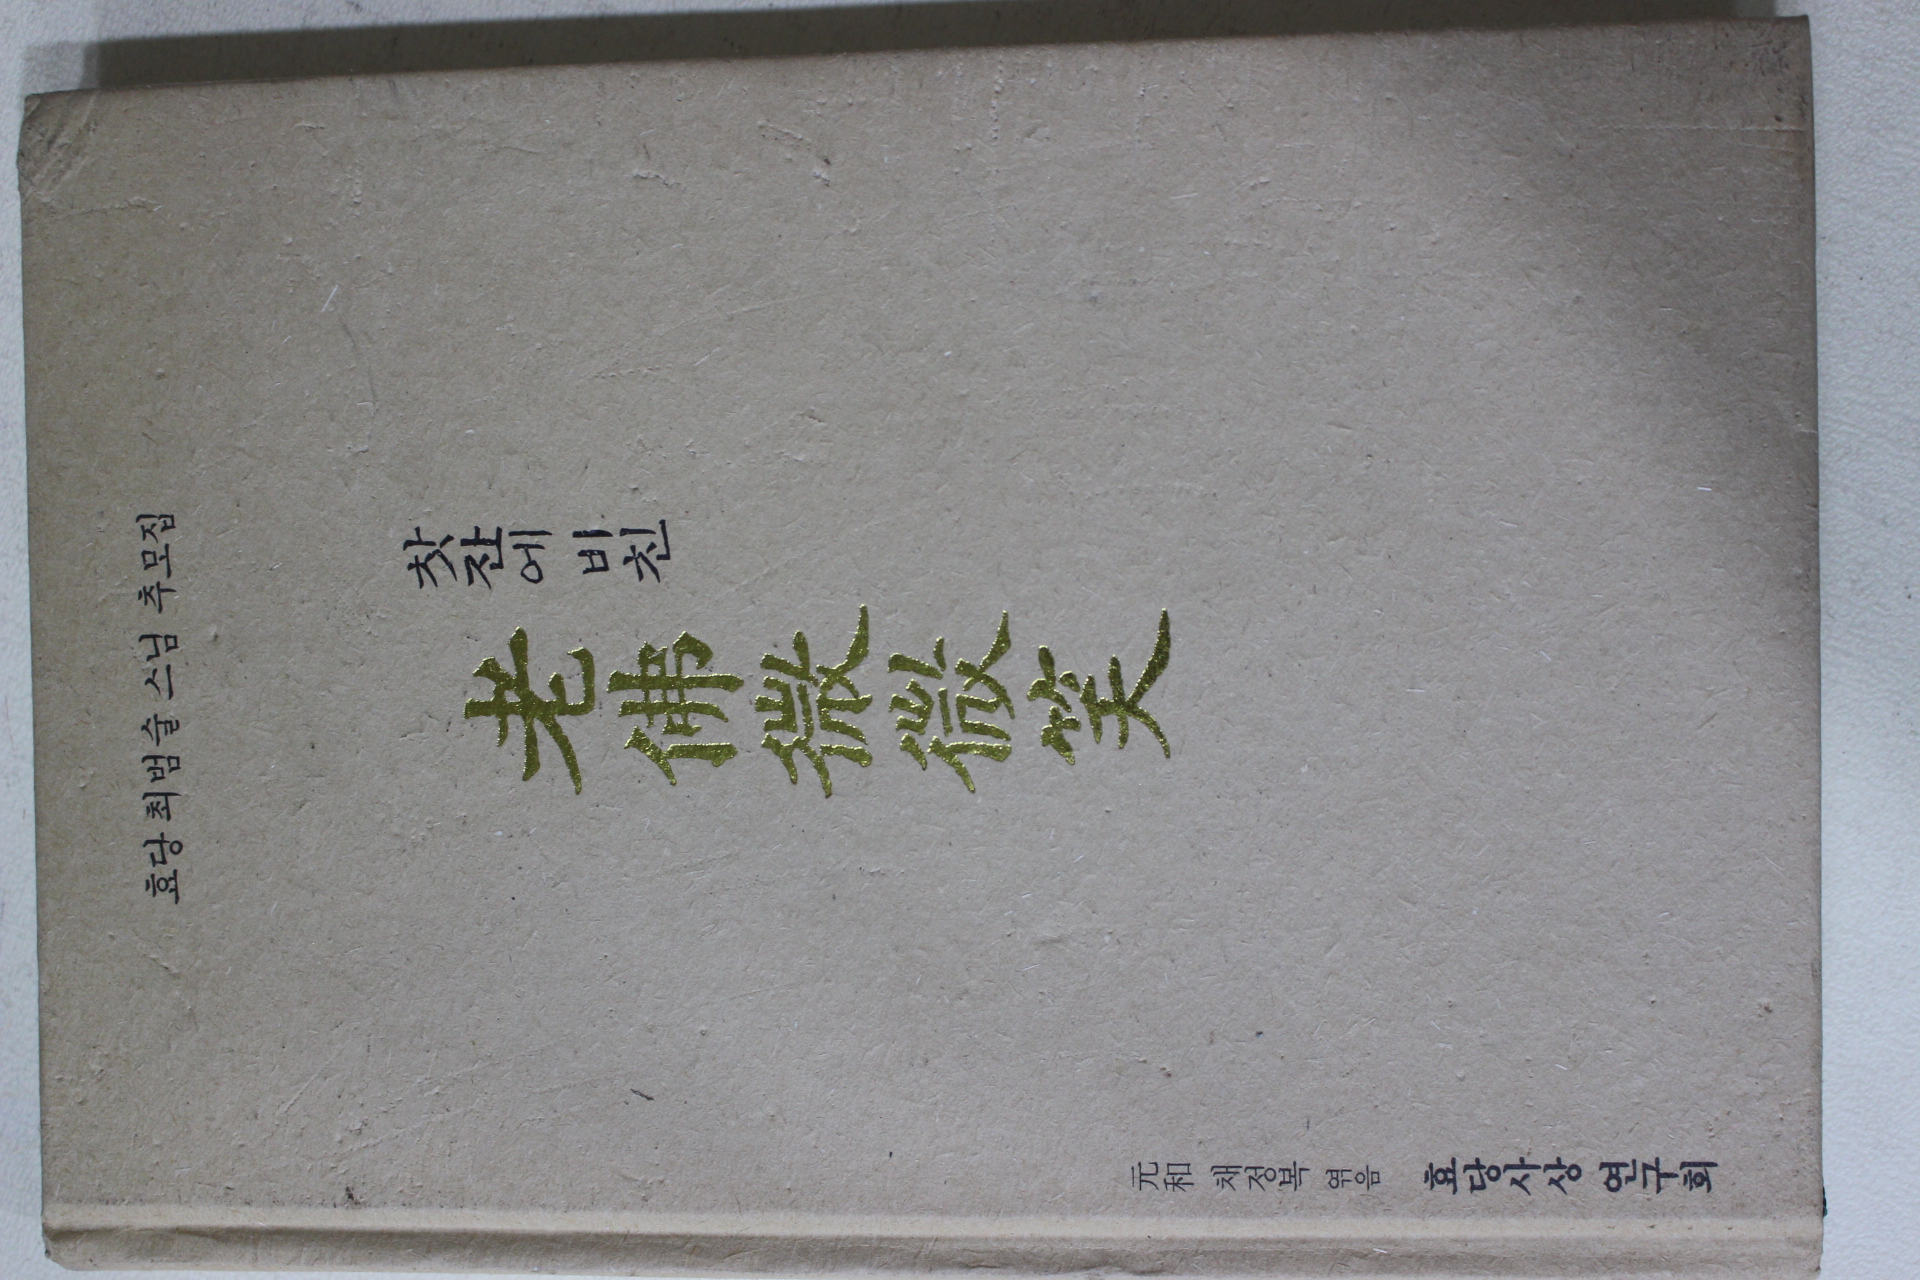 효당 최범술 스님 추모집
찻잔에 비친
老佛微微笑
元和 채정복 엮음
효당사상 연구회